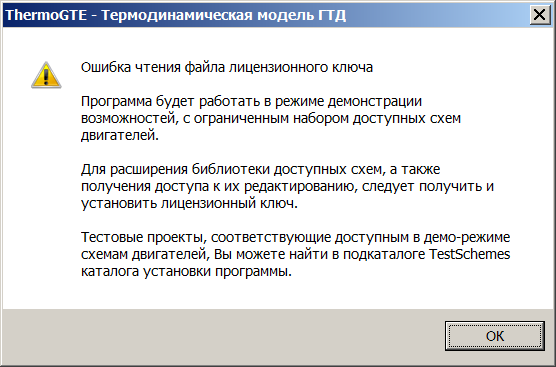 ThermoGTE - Термодинамическая модель ГТД
Ошибка чтения файла лицензионного ключа
Программа будет работать в режиме демонстрации
возможностей, с ограниченным набором доступных схем
двигателей.
Для расширения библиотеки доступных схем, а также
получения доступа к их редактированию, следует получить и
установить лицензионный ключ.
Тестовые проекты, соответствующие доступным в демо-режиме
схемам двигателей, Вы можете найти в подкаталоге TestSchemes
каталога установки программы.
ОК